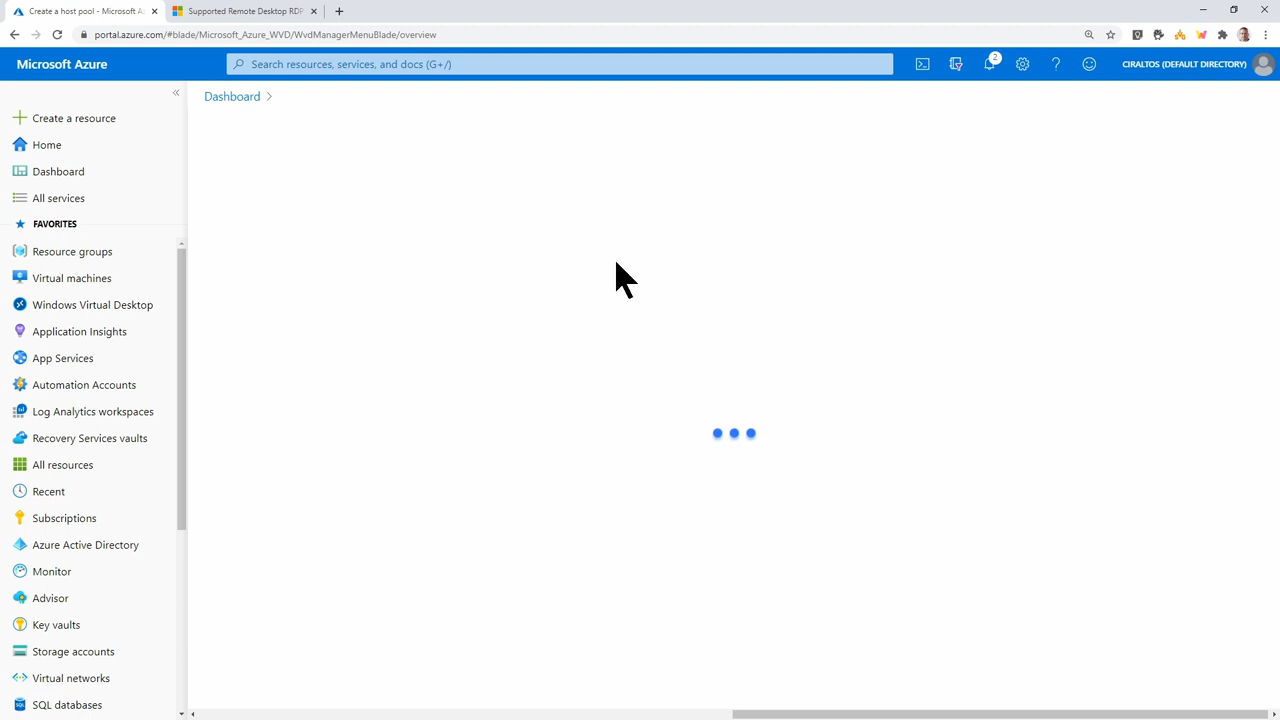 Create a host pool - Microsoft Az
Supported Remote Desktop RDP
portal.azure.com/#blade/Microsoft_Azure_WVD/WvdManagerMenuBlade/overview
Microsoft Azure
Search resources, services, and docs (G+/)
2
CIRALTOS (DEFAULT DIRECTORY)
Dashboard
Create a resource
Home
Dashboard
All services
FAVORITES
Resource groups
Virtual machines
Windows Virtual Desktop
Application Insights
App Services
Automation Accounts
Log Analytics workspaces
Recovery Services vaults
All resources
Recent
Subscriptions
Azure Active Directory
Monitor
Advisor
Key vaults
Storage accounts
Virtual networks
SQL databases